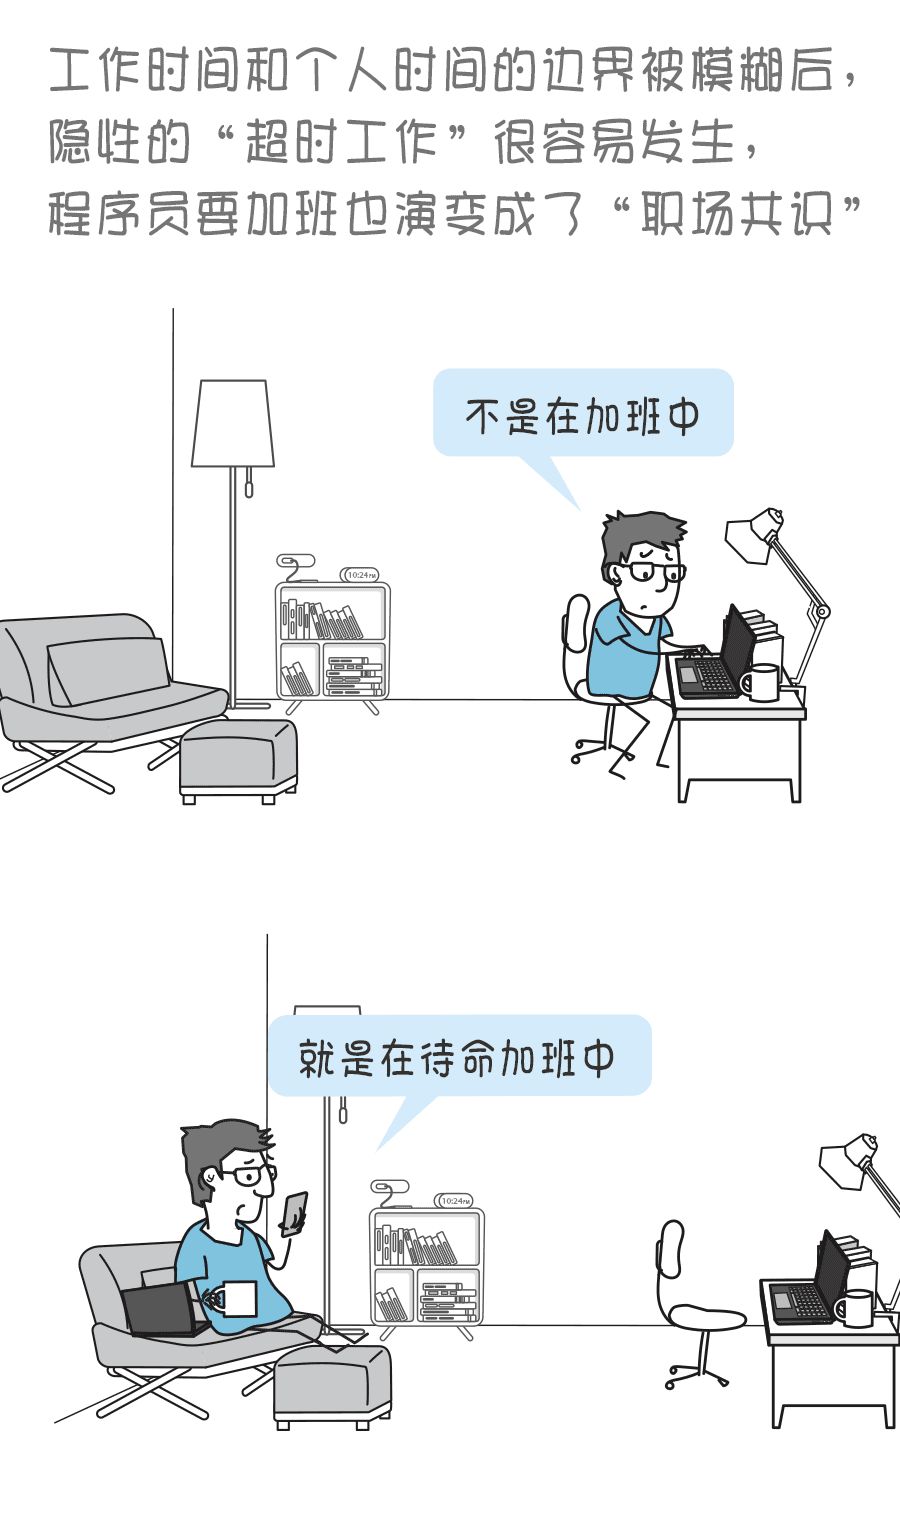 工作时间和个人时间的边界被模糊后，
隐性的“超时工作”很容易发生，
程序员要加班也演变成了“职场共识”
不是在加班中
10:24PM
就是在待命加班中
10:24PM